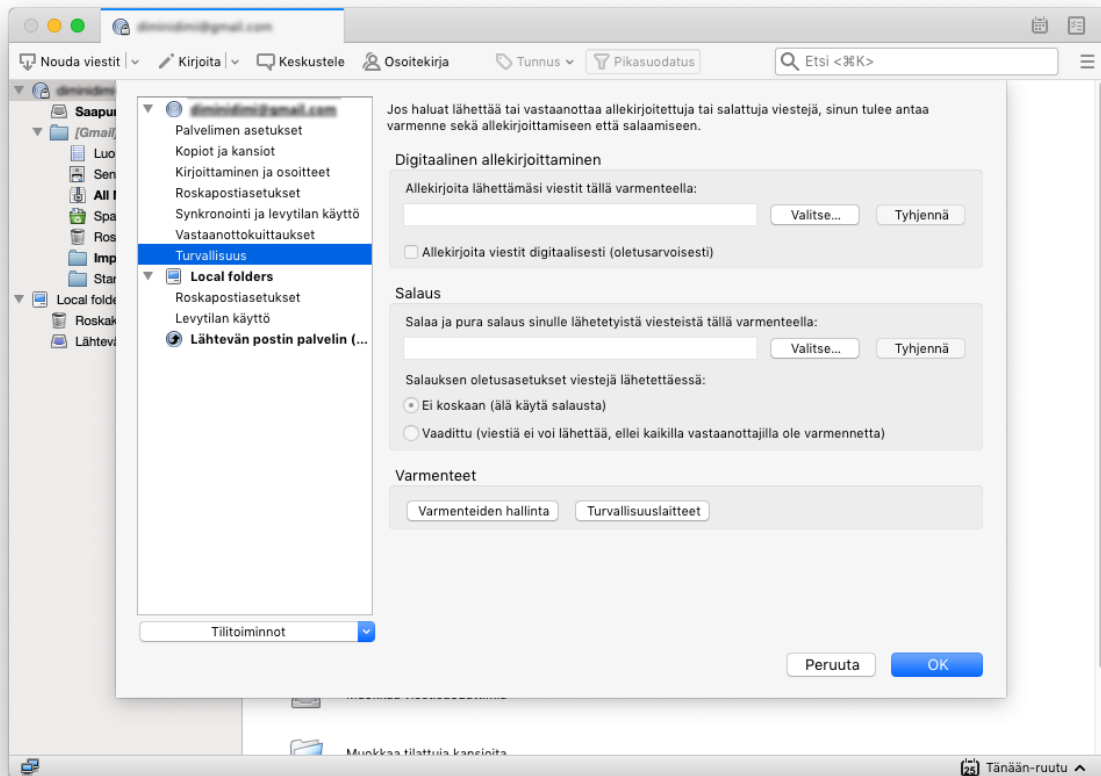 Nouda viestit
Kirjoita
Keskustele
Osoitekirja
Tunnus
Pikasuodatus
Etsi <⌘K>
Saapu
[Gmail]
Luo
Sen
All
Spa
Ros
Imp
Star
Local folde
Roskak
Lähtevä
Palvelimen asetukset
Kopiot ja kansiot
Kirjoittaminen ja osoitteet
Roskapostiasetukset
Synkronointi ja levytilan käyttö
Vastaanottokuittaukset
Turvallisuus
Local folders
Roskapostiasetukset
Levytilan käyttö
Lähtevän postin palvelin (...
Tilitoiminnot
Jos haluat lähettää tai vastaanottaa allekirjoitettuja tai salattuja viestejä, sinun tulee antaa
varmenne sekä allekirjoittamiseen että salaamiseen.
Digitaalinen allekirjoittaminen
Allekirjoita lähettämäsi viestit tällä varmenteella:
Valitse...
Tyhjennä
Allekirjoita viestit digitaalisesti (oletusarvoisesti)
Salaus
Salaa ja pura salaus sinulle lähetetyistä viesteistä tällä varmenteella:
Valitse...
Tyhjennä
Salauksen oletusasetukset viestejä lähetettäessä:
Ei koskaan (älä käytä salausta)
Vaadittu (viestiä ei voi lähettää, ellei kaikilla vastaanottajilla ole varmennetta)
Varmenteet
Varmenteiden hallinta
Turvallisuuslaitteet
Peruuta
OK
Muokkaa tilattuja kansioita
25
Tänään-ruutu